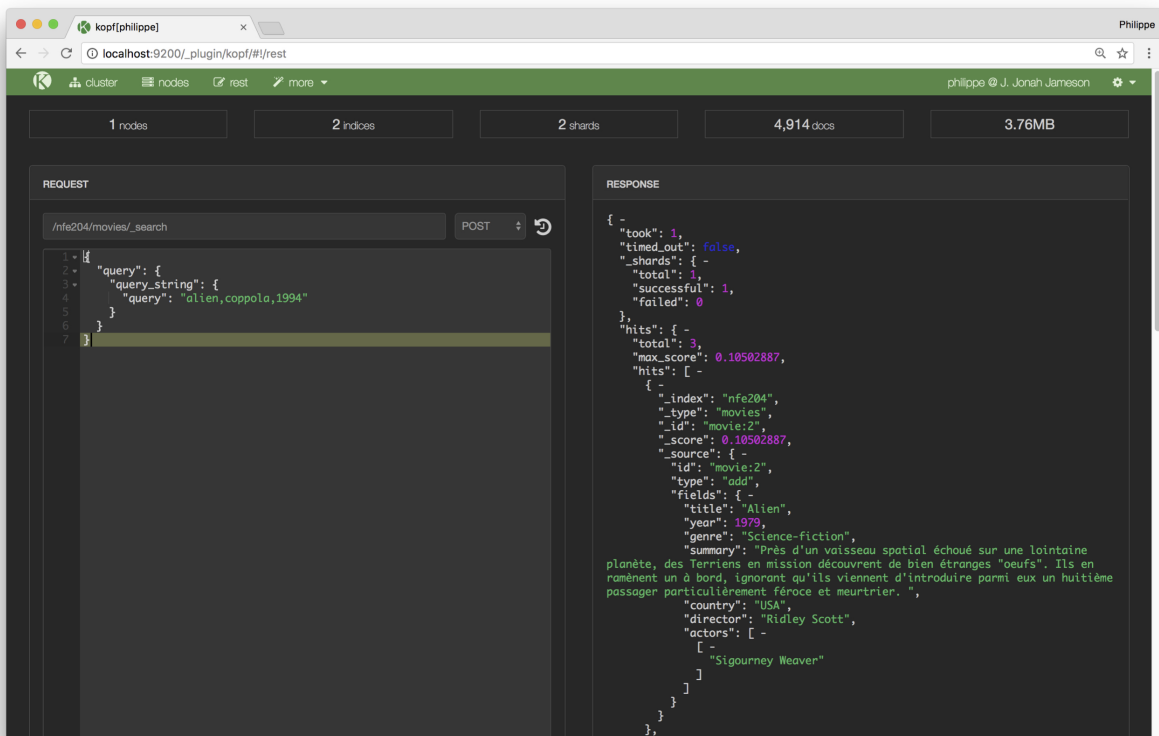 kopf[philippe] ×
Philippe
localhost:9200/_plugin/kopf/#!/rest
cluster nodes rest more philippe @ J. Jonah Jameson
1 nodes 2 indices 2 shards 4,914 docs 3.76MB
REQUEST
/nfe204/movies/_search POST
1 {
2 "query": {
3 "query_string": {
4 "query": "alien,coppola,1994"
5 }
6 }
7 }
RESPONSE
{ -
"took": 1,
"timed_out": false,
"_shards": { -
"total": 1,
"successful": 1,
"failed": 0
},
"hits": { -
"total": 3,
"max_score": 0.10502887,
"hits": [ -
{ -
"_index": "nfe204",
"_type": "movies",
"_id": "movie:2",
"_score": 0.10502887,
"_source": { -
"id": "movie:2",
"type": "add",
"fields": { -
"title": "Alien",
"year": 1979,
"genre": "Science-fiction",
"summary": "Près d'un vaisseau spatial échoué sur une lointaine
planète, des Terriens en mission découvrent de bien étranges "oeufs". Ils en
ramènent un à bord, ignorant qu'ils viennent d'introduire parmi eux un huitième
passager particulièrement féroce et meurtrier. ",
"country": "USA",
"director": "Ridley Scott",
"actors": [ -
[ -
"Sigourney Weaver"
]
]
}
}
},